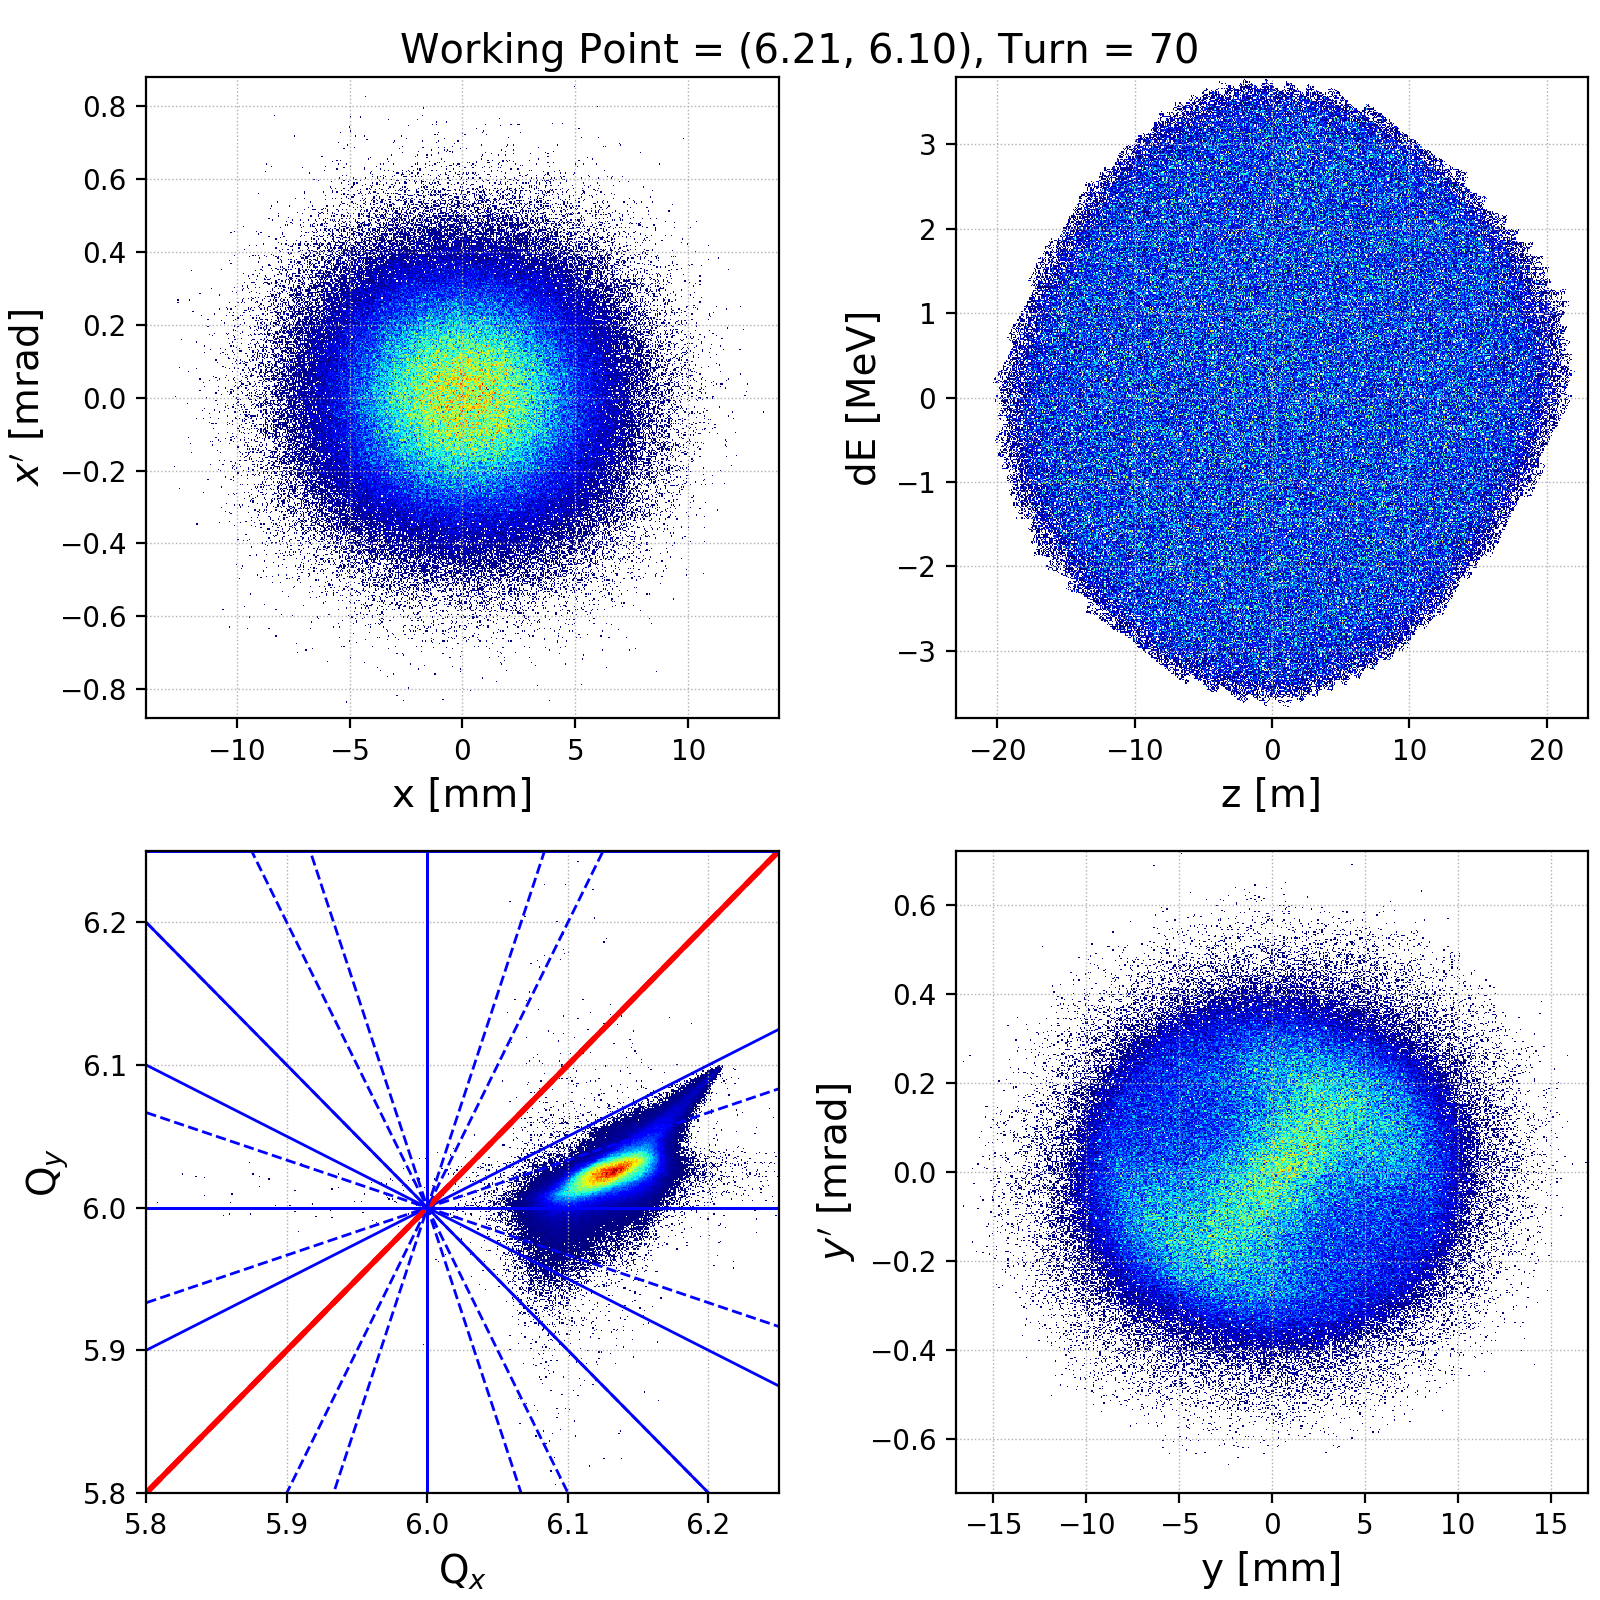 Working Point = (6.21, 6.10), Turn = 70
0.8
0.6
0.4
0.2
0.0
−0.2
−0.4
−0.6
−0.8
x′ [mrad]
−10 −5 0 5 10
x [mm]
3
2
1
0
−1
−2
−3
dE [MeV]
−20 −10 0 10 20
z [m]
6.2
6.1
6.0
5.9
5.8
Qy
5.8 5.9 6.0 6.1 6.2
Qx
0.6
0.4
0.2
0.0
−0.2
−0.4
−0.6
y′ [mrad]
−15 −10 −5 0 5 10 15
y [mm]